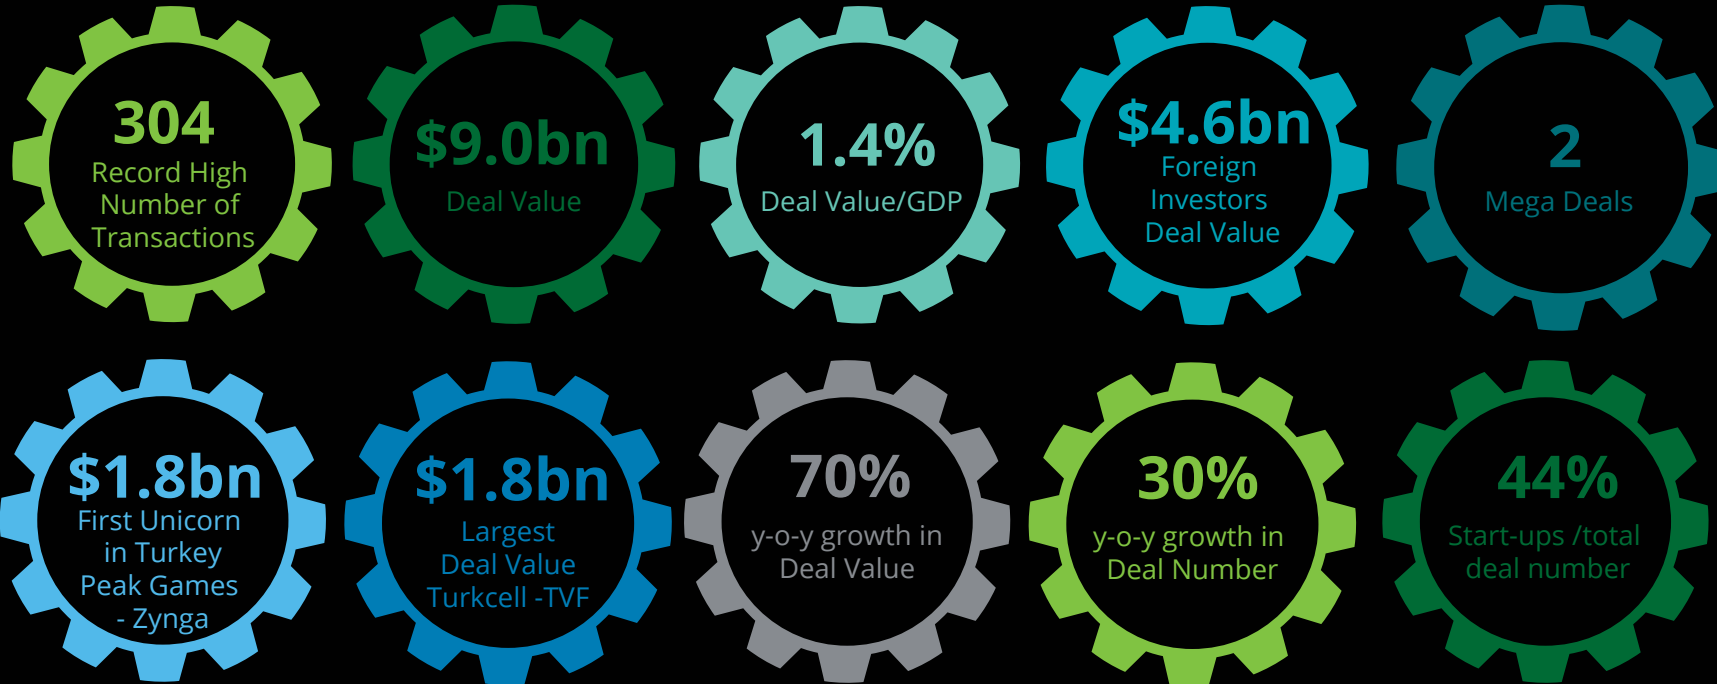 304
Record High
Number of
Transactions
$9.0bn
Deal Value
1.4%
Deal Value/GDP
$4.6bn
Foreign
Investors
Deal Value
2
Mega Deals
$1.8bn
First Unicorn
in Turkey
Peak Games
- Zynga
$1.8bn
Largest
Deal Value
Turkcell -TVF
70%
y-o-y growth in
Deal Value
30%
y-o-y growth in
Deal Number
44%
Start-ups /total
deal number